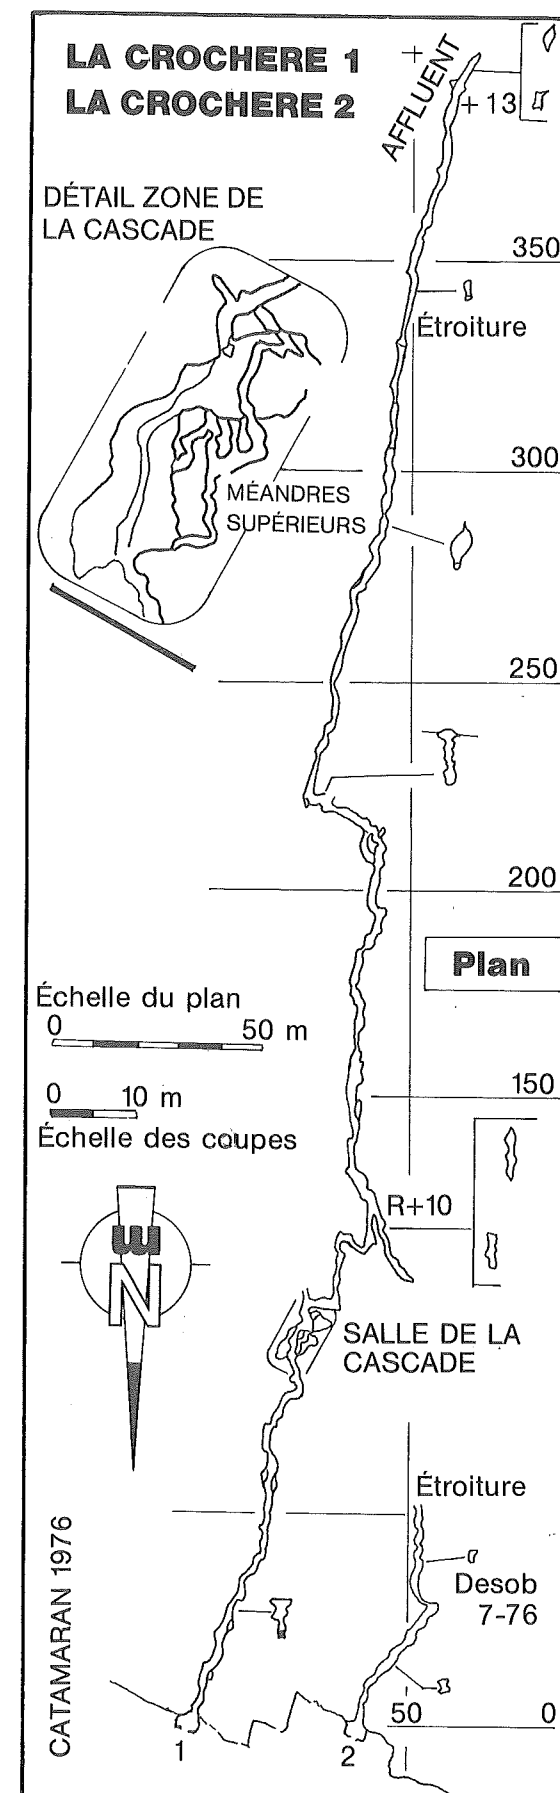 LA CROCHERE 1
LA CROCHERE 2
AFFLUENT
+ 13
DÉTAIL ZONE DE
LA CASCADE
350
Étroiture
300
MÉANDRES
SUPÉRIEURS
250
200
Plan
Échelle du plan
0 50 m
150
0 10 m
Échelle des coupes
R+10
N
SALLE DE LA
CASCADE
Étroiture
Desob
7-76
CATAMARAN 1976
50 0
1 2